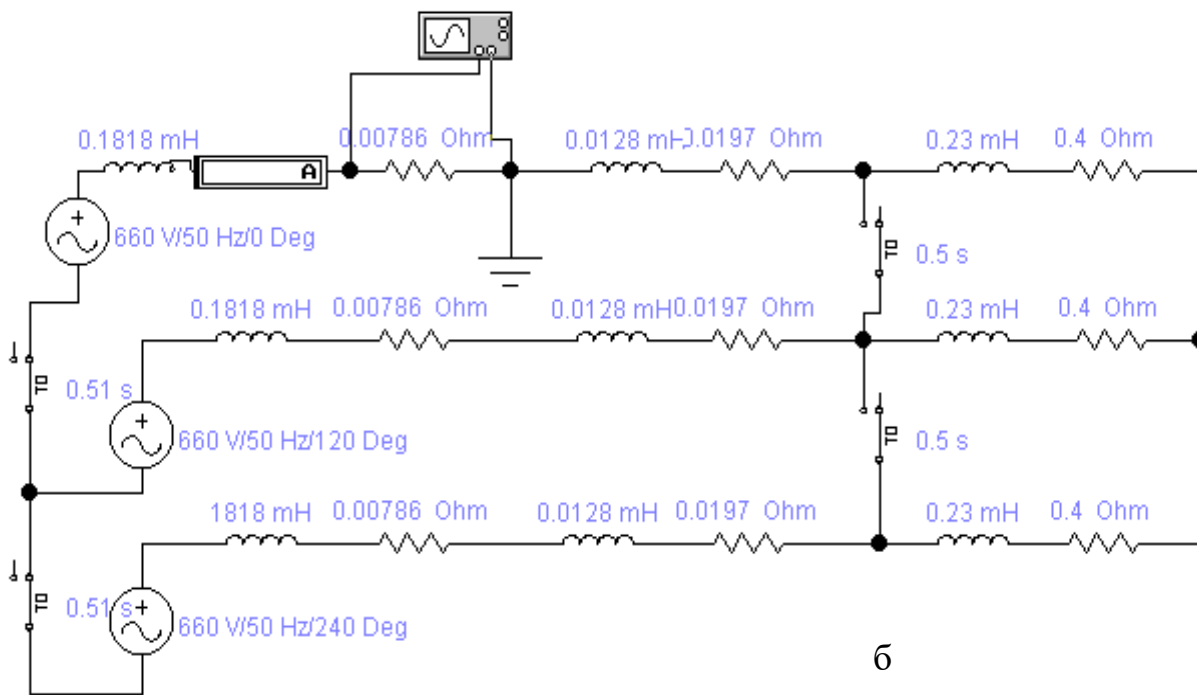 0.1818 mH
0.00786 Ohm
0.0128 mH
0.0197 Ohm
0.23 mH
0.4 Ohm
A
660 V/50 Hz/0 Deg
TD
0.5 s
0.1818 mH
0.00786 Ohm
0.0128 mH
0.0197 Ohm
0.23 mH
0.4 Ohm
TD
0.51 s
660 V/50 Hz/120 Deg
TD
0.5 s
1818 mH
0.00786 Ohm
0.0128 mH
0.0197 Ohm
0.23 mH
0.4 Ohm
TD
0.51 s
660 V/50 Hz/240 Deg
б